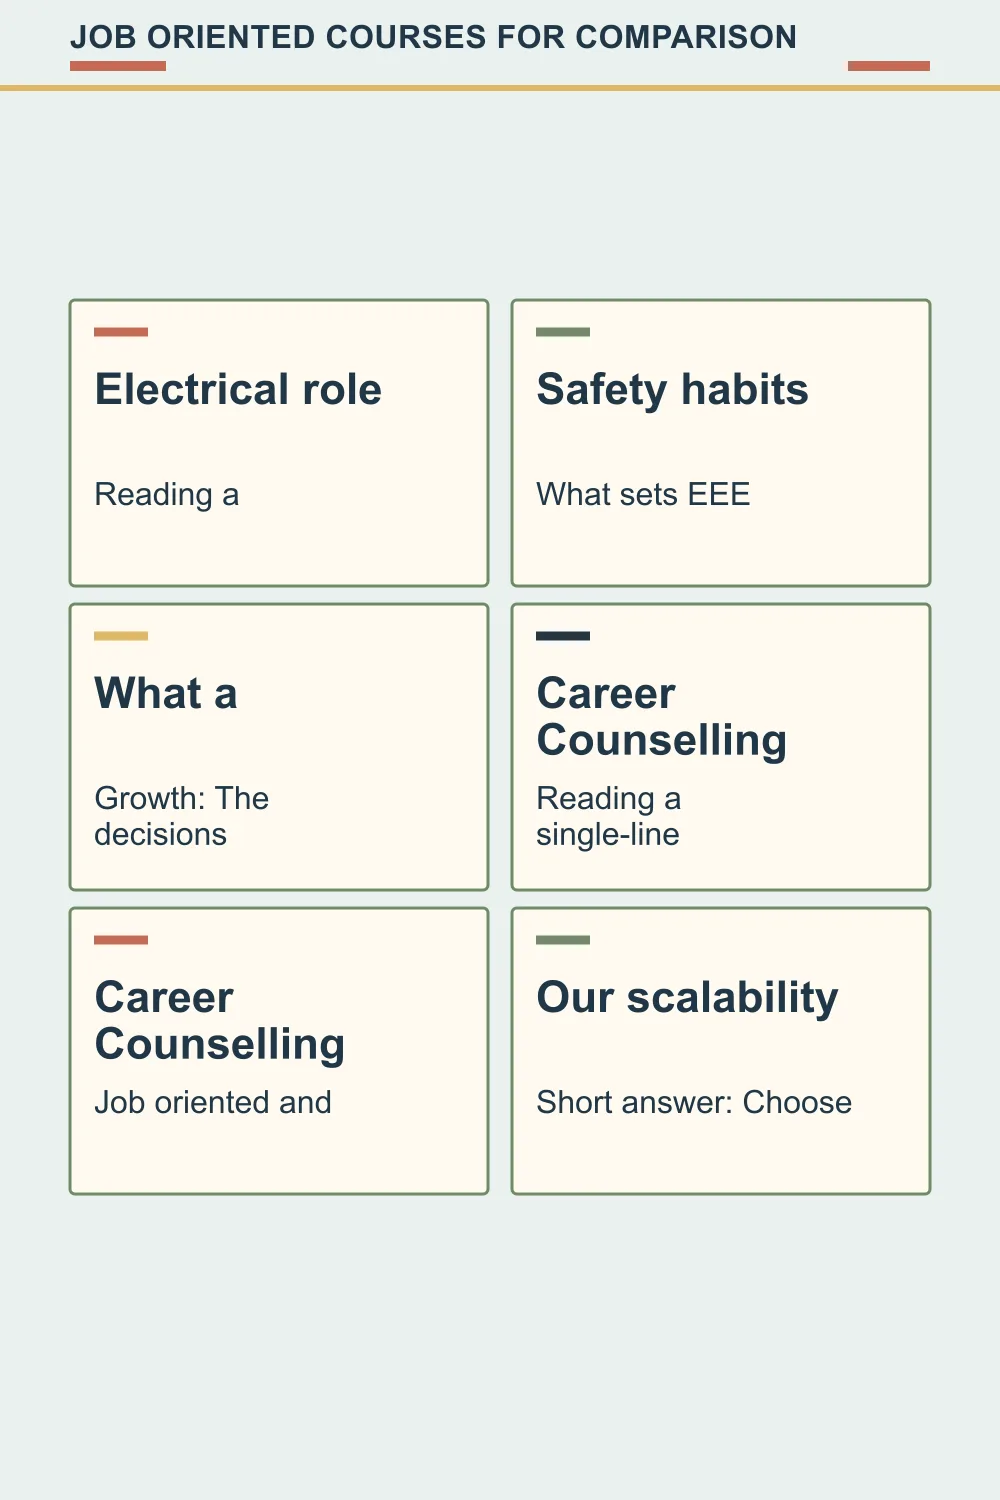 JOB ORIENTED COURSES FOR COMPARISON
Electrical role
Reading a
Safety habits
What sets EEE
What a
Growth: The
decisions
Career
Counselling
Reading a
single-line
Career
Counselling
Job oriented and
Our scalability
Short answer: Choose